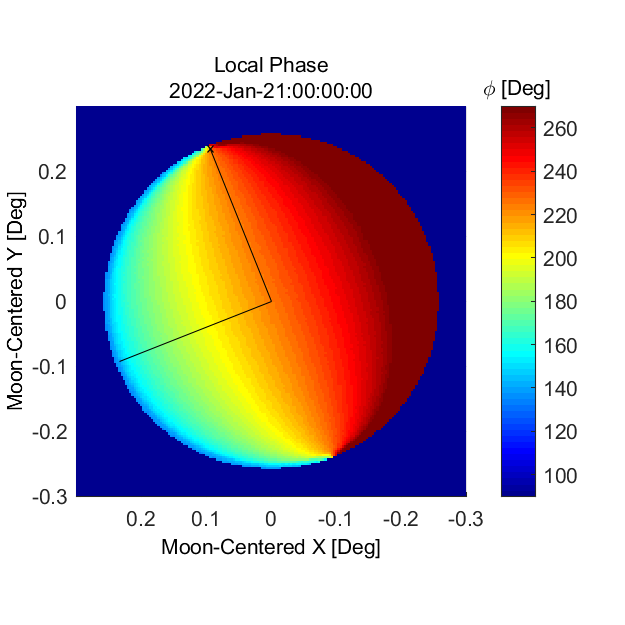 Local Phase
2022-Jan-21:00:00:00:00
ϕ [Deg]
Moon-Centered Y [Deg]
0.2
0.1
0
-0.1
-0.2
-0.3
0.2 0.1 0 -0.1 -0.2 -0.3
Moon-Centered X [Deg]
260
240
220
200
180
160
140
120
100